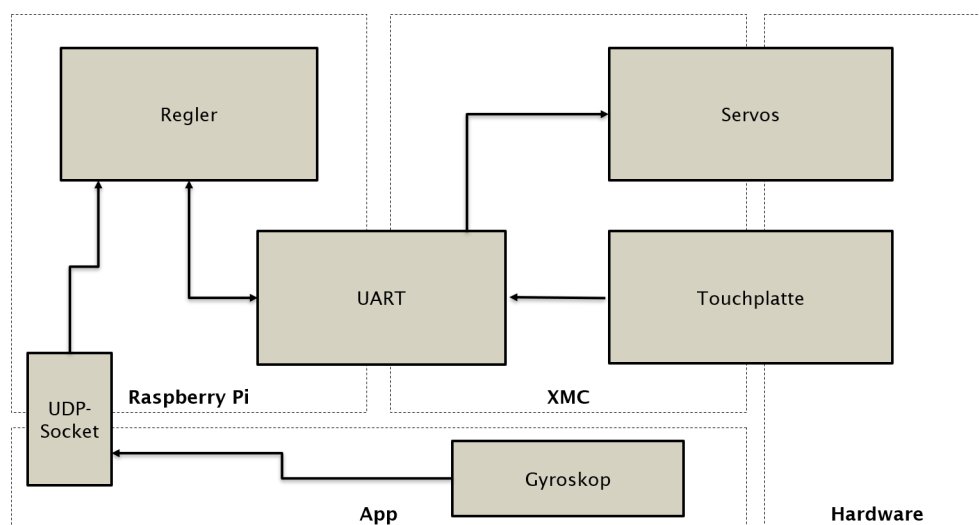 Regler
Servos
UART
Touchplatte
Raspberry Pi
XMC
UDP-
Socket
Gyroskop
App
Hardware